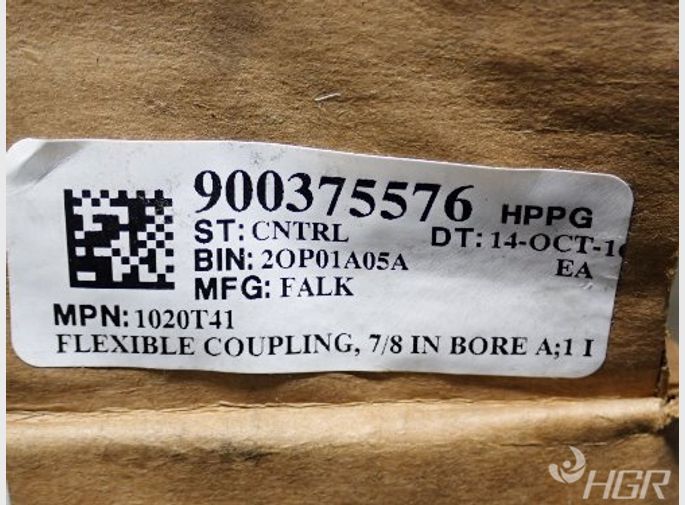 900375576 HPPG
ST: CNTRL DT: 14-OCT-1
BIN: 2OP01A05A EA
MFG: FALK
MPN: 1020T41
FLEXIBLE COUPLING, 7/8 IN BORE A;1 I
HGR